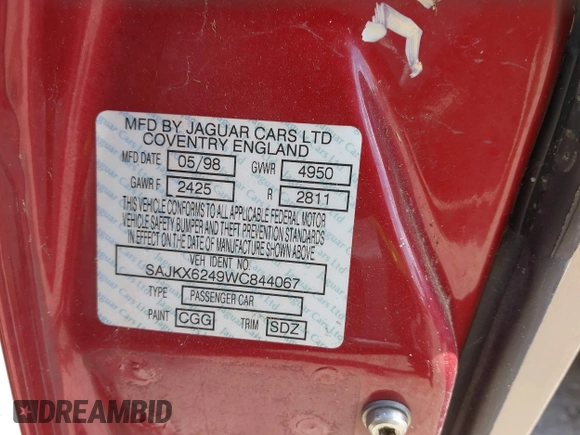 MFD BY JAGUAR CARS LTD
COVENTRY ENGLAND
MFD DATE 05/98 GVWR 4950
GAWR F 2425 R 2811
THIS VEHICLE CONFORMS TO ALL APPLICABLE FEDERAL MOTOR
VEHICLE SAFETY BUMPER AND THEFT PREVENTION STANDARDS
IN EFFECT ON THE DATE OF MANUFACTURE SHOWN ABOVE
VEH IDENT NO.
SAJKX6249WC844067
TYPE PASSENGER CAR
PAINT CGG TRIM SDZ
DREAMBID